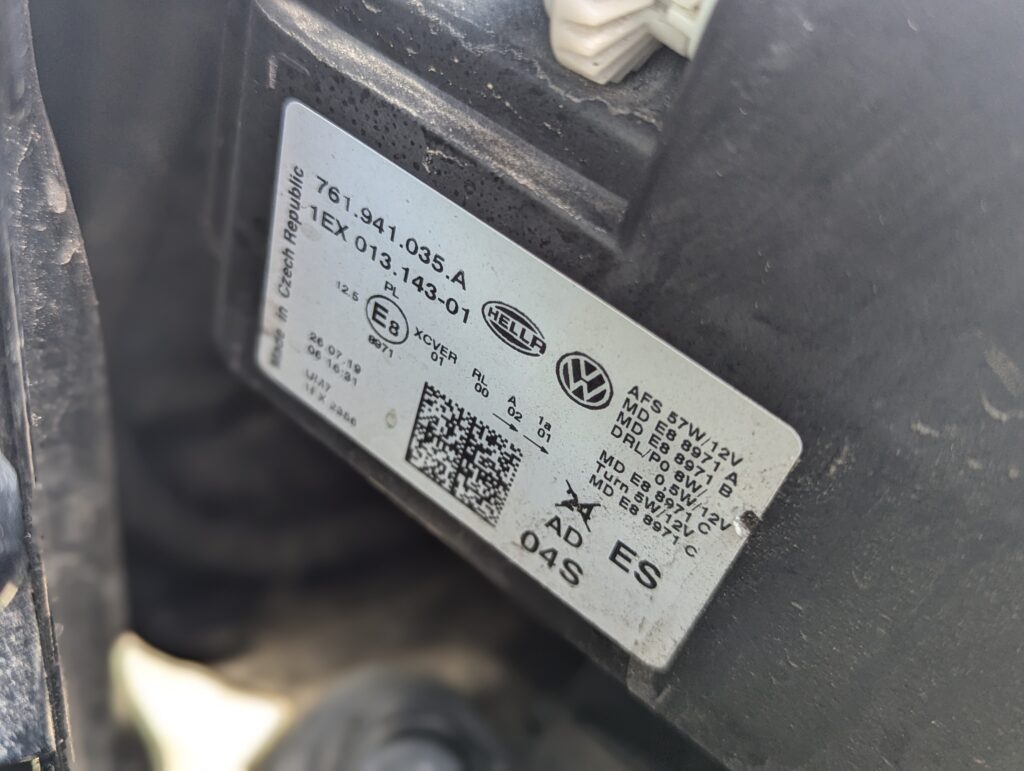 Made in Czech Republic
761.941.035.A
1EX 013.143-01
HELLA
PL
12.5
E8
8971
XCVER
01
RL
00
A
02
1a
01
26.07.19
06:16:31
AFS 57W/12V
MD E8 8971 A
MD E8 8971 B
DRL/PO 8W/
0.5W/12V
MD E8 8971 C
Turn 5W/12V
MD E8 8971 C
24
AD
04S
ES